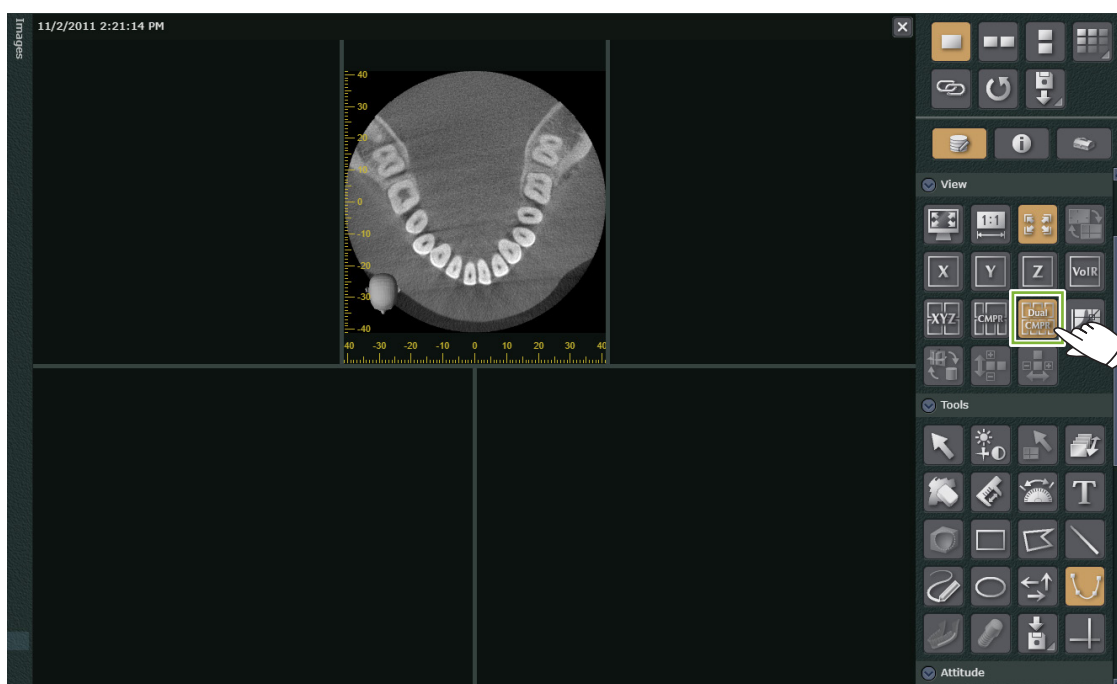 Images
11/2/2011 2:21:14 PM
40
30
20
10
0
-10
-20
-30
-40
40 -30 -20 -10 0 10 20 30 40
View
1:1
X Y Z VolR
XYZ CMPR Dual CMPR
Tools
T
Attitude